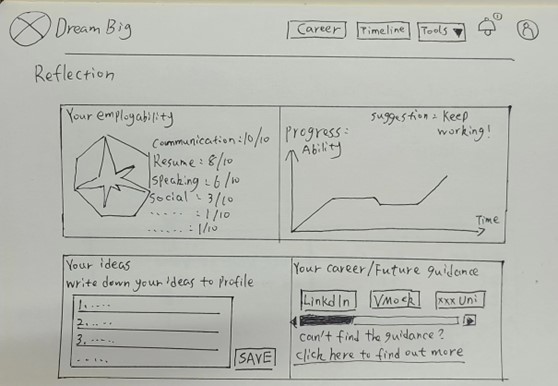 Dream Big
Career
Timeline
Tools ▼
1
Reflection
Your employability
Communication: 10/10
Resume: 8/10
Speaking: 6/10
Social: 3/10
......: 1/10
......: 1/10
suggestion: Keep
working!
Progress:
Ability
Time
Your ideas
write down your ideas to profile
1.....
2.....
3.....
.....
SAVE
Your career/Future guidance
LinkdIn
VMock
xxx Uni
can't find the guidance?
click here to find out more